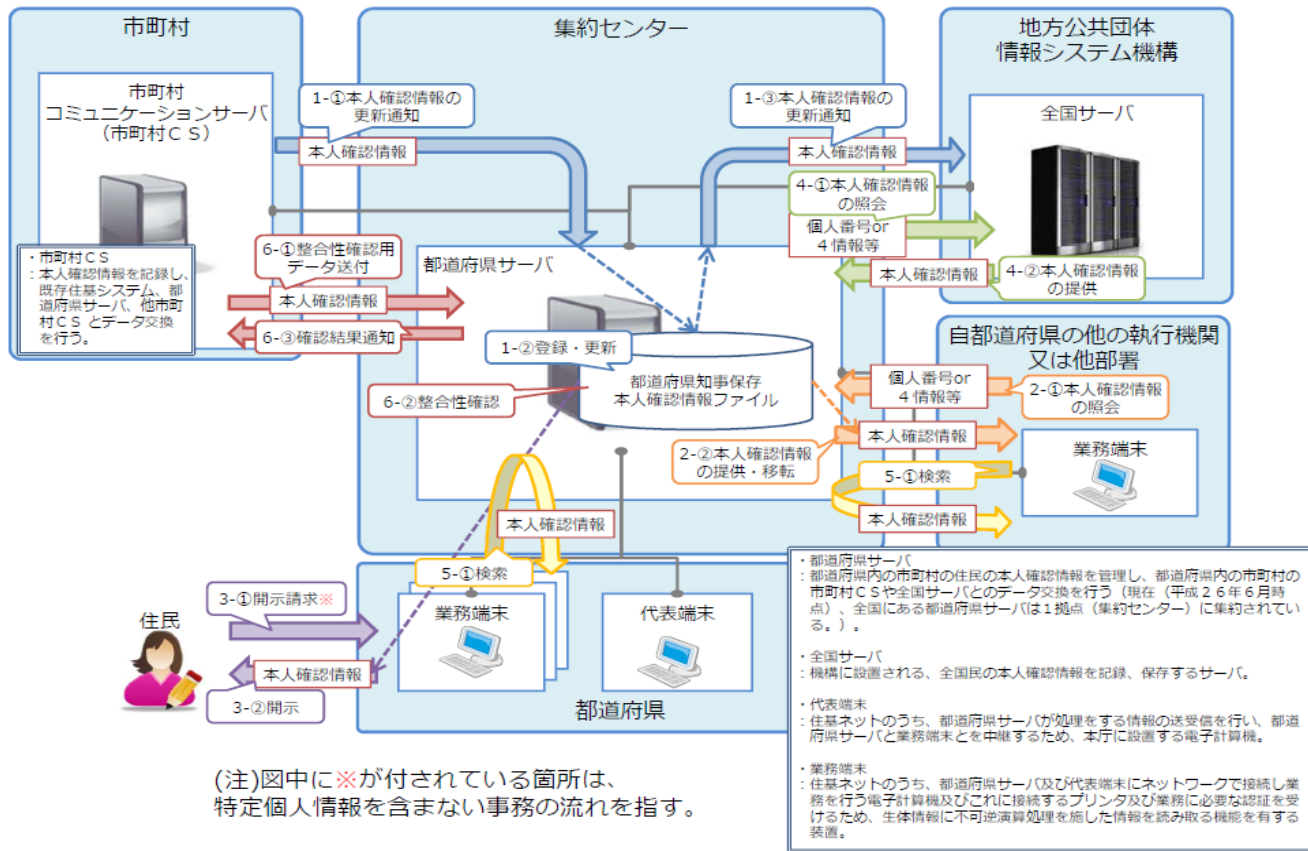 市町村
集約センター
地方公共団体
情報システム機構
市町村
コミュニケーションサーバ
(市町村ＣＳ)
1-①本人確認情報の
更新通知
本人確認情報
1-③本人確認情報の
更新通知
本人確認情報
全国サーバ
4-①本人確認情報
の照会
個人番号or
４情報等
本人確認情報
4-②本人確認情報
の提供
・市町村CS
：本人確認情報を記録し、
既存住基システム、都
道府県サーバ、他市町
村ＣＳ とデータ交換
を行う。
6-①整合性確認用
データ送付
本人確認情報
6-③確認結果通知
都道府県サーバ
1-②登録・更新
6-②整合性確認
都道府県知事保存
本人確認情報ファイル
自都道府県の他の執行機関
又は他部署
個人番号or
４情報等
2-①本人確認情報
の照会
本人確認情報
2-②本人確認情報
の提供・移転
業務端末
5-①検索
本人確認情報
本人確認情報
5-①検索
住民
3-①開示請求※
本人確認情報
3-②開示
業務端末
代表端末
都道府県
・都道府県サーバ
：都道府県内の市町村の住民の本人確認情報を管理し、都道府県内の市町村の
市町村ＣＳや全国サーバとのデータ交換を行う（現在（平成２６年６月時
点）、全国にある都道府県サーバは１拠点（集約センター）に集約されてい
る。）。
・全国サーバ
：機構に設置される、全国民の本人確認情報を記録、保存するサーバ。
・代表端末
：住基ネットのうち、都道府県サーバが処理をする情報の送受信を行い、都道
府県サーバと業務端末とを中継するため、本庁に設置する電子計算機。
・業務端末
：住基ネットのうち、都道府県サーバ及び代表端末にネットワークで接続し業
務を行う電子計算機及びこれに接続するプリンタ及び業務に必要な認証を受
けるため、生体情報に不可逆演算処理を施した情報を読み取る機能を有する
装置。
(注)図中に※が付されている箇所は、
特定個人情報を含まない事務の流れを指す。